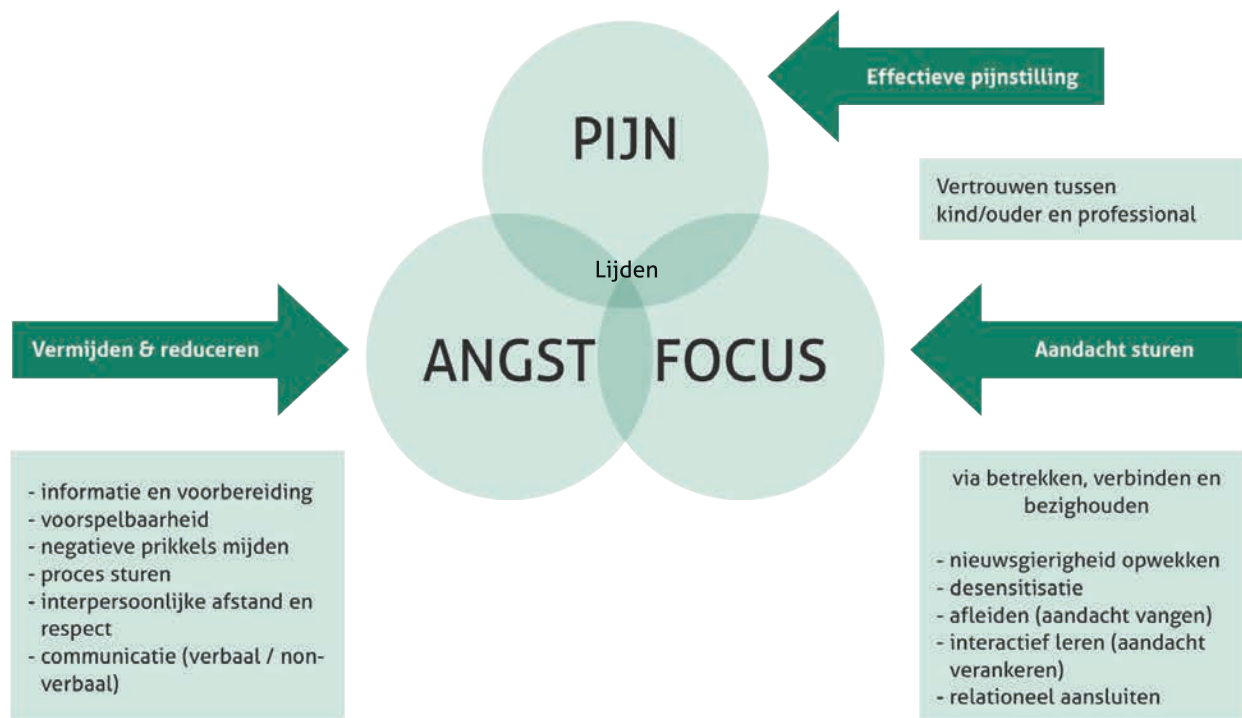 PIJN
Effectieve pijnstilling
Vertrouwen tussen
kind/ouder en professional
Lijden
Vermijden & reduceren
ANGST
FOCUS
Aandacht sturen
- informatie en voorbereiding
- voorspelbaarheid
- negatieve prikkels mijden
- proces sturen
- interpersoonlijke afstand en
respect
- communicatie (verbaal / non-
verbaal)
via betrekken, verbinden en
bezighouden
- nieuwsgierigheid opwekken
- desensitisatie
- afleiden (aandacht vangen)
- interactief leren (aandacht
verankeren)
- relationeel aansluiten